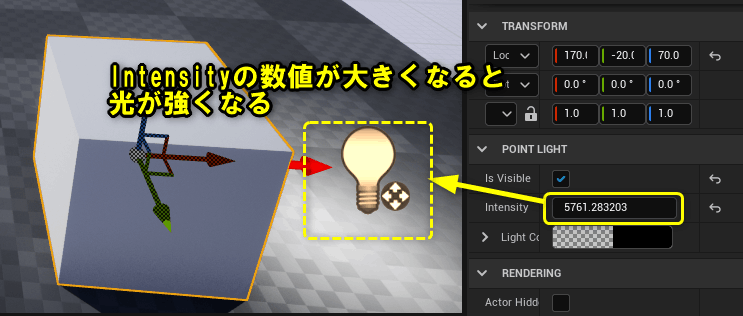 Intensityの数値が大きくなると
光が強くなる
TRANSFORM
Loc 170.0 -20.0 70.0
0.0 ° 0.0 ° 0.0 °
1.0 1.0 1.0
POINT LIGHT
Is Visible
Intensity 5761.283203
Light Co
RENDERING
Actor Hidd